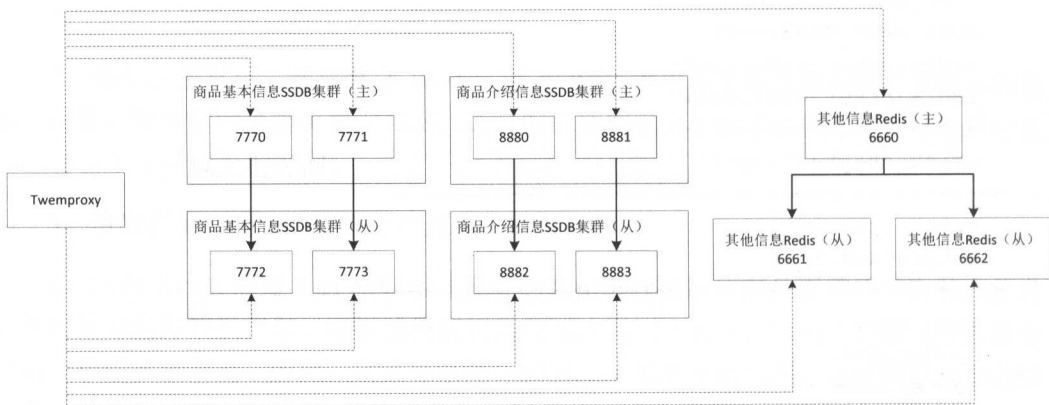 商品基本信息SSDB集群（主）
7770
7771
商品介绍信息SSDB集群（主）
8880
8881
其他信息Redis（主）
6660
Twemproxy
商品基本信息SSDB集群（从）
7772
7773
商品介绍信息SSDB集群（从）
8882
8883
其他信息Redis（从）
6661
其他信息Redis（从）
6662